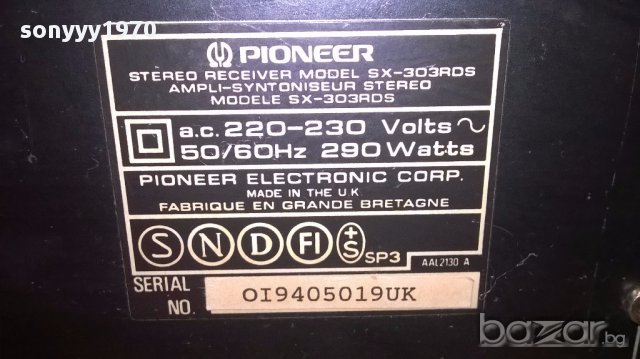 sonyyy1970
PIONEER
STEREO RECEIVER MODEL SX-303RDS
AMPLI-SYNTONISEUR STEREO
MODELE SX-303RDS
a.c. 220-230 Volts~
50/60Hz 290 Watts
PIONEER ELECTRONIC CORP.
MADE IN THE U.K.
FABRIQUE EN GRANDE BRETAGNE
S N D FI +S SP3 AAL2130 A
SERIAL NO. OI9405019UK
bazar.bg